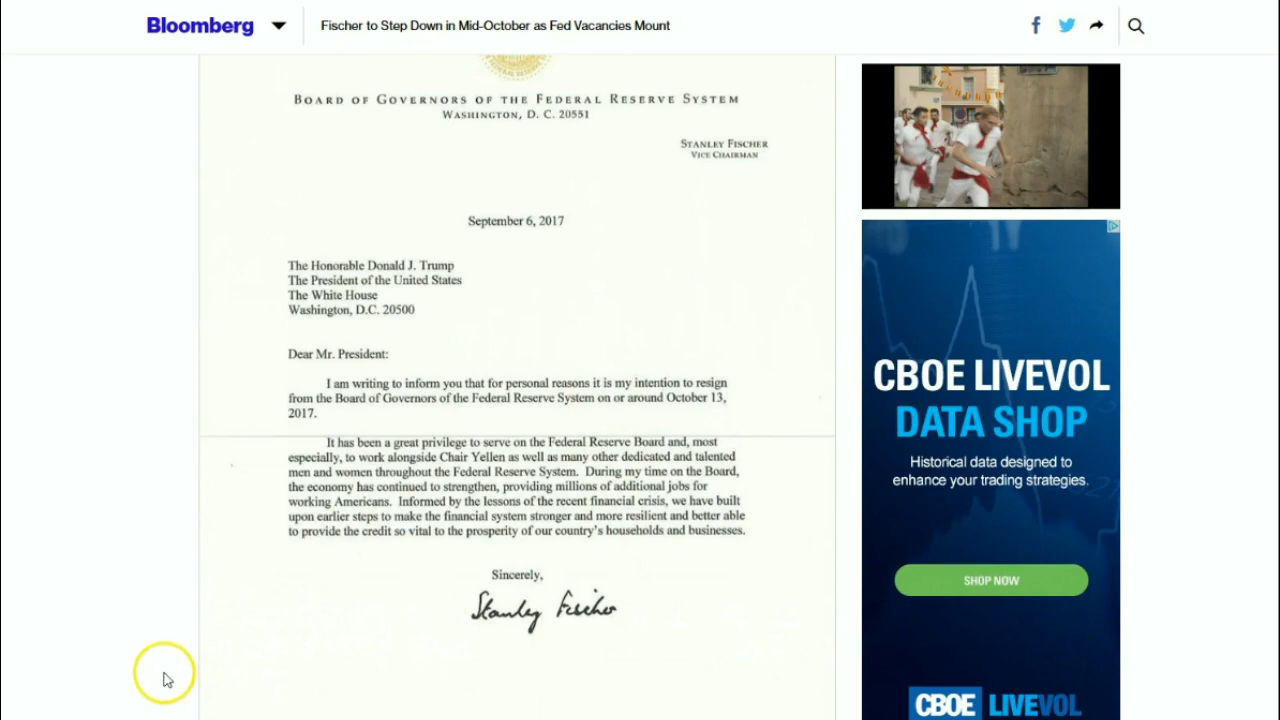 Bloomberg
Fischer to Step Down in Mid-October as Fed Vacancies Mount
BOARD OF GOVERNORS OF THE FEDERAL RESERVE SYSTEM
WASHINGTON, D. C. 20551
STANLEY FISCHER
VICE CHAIRMAN
September 6, 2017
The Honorable Donald J. Trump
The President of the United States
The White House
Washington, D.C. 20500
Dear Mr. President:
I am writing to inform you that for personal reasons it is my intention to resign
from the Board of Governors of the Federal Reserve System on or around October 13,
2017.
It has been a great privilege to serve on the Federal Reserve Board and, most
especially, to work alongside Chair Yellen as well as many other dedicated and talented
men and women throughout the Federal Reserve System. During my time on the Board,
the economy has continued to strengthen, providing millions of additional jobs for
working Americans. Informed by the lessons of the recent financial crisis, we have built
upon earlier steps to make the financial system stronger and more resilient and better able
to provide the credit so vital to the prosperity of our country's households and businesses.
Sincerely,
Stanley Fischer
CBOE LIVEVOL
DATA SHOP
Historical data designed to
enhance your trading strategies.
SHOP NOW
CBOE LIVEVOL